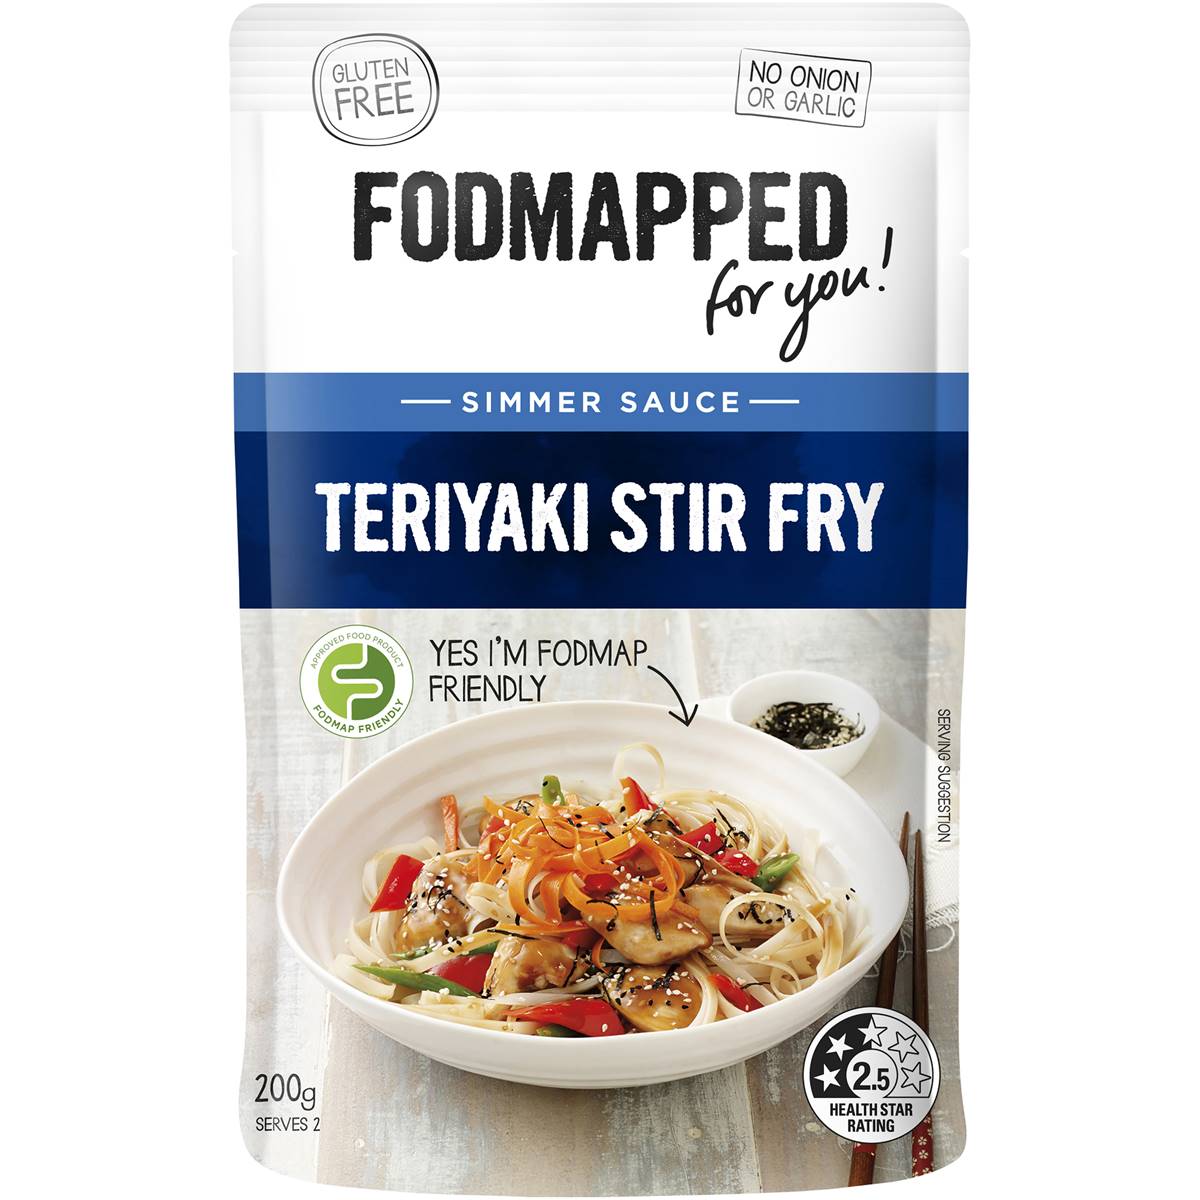 GLUTEN
FREE
NO ONION
OR GARLIC
FODMAPPED
for you!
SIMMER SAUCE
TERIYAKI STIR FRY
APPROVED FOOD PRODUCT
FODMAP FRIENDLY
YES I'M FODMAP
FRIENDLY
SERVING SUGGESTION
2.5
HEALTH STAR
RATING
200g
SERVES 2